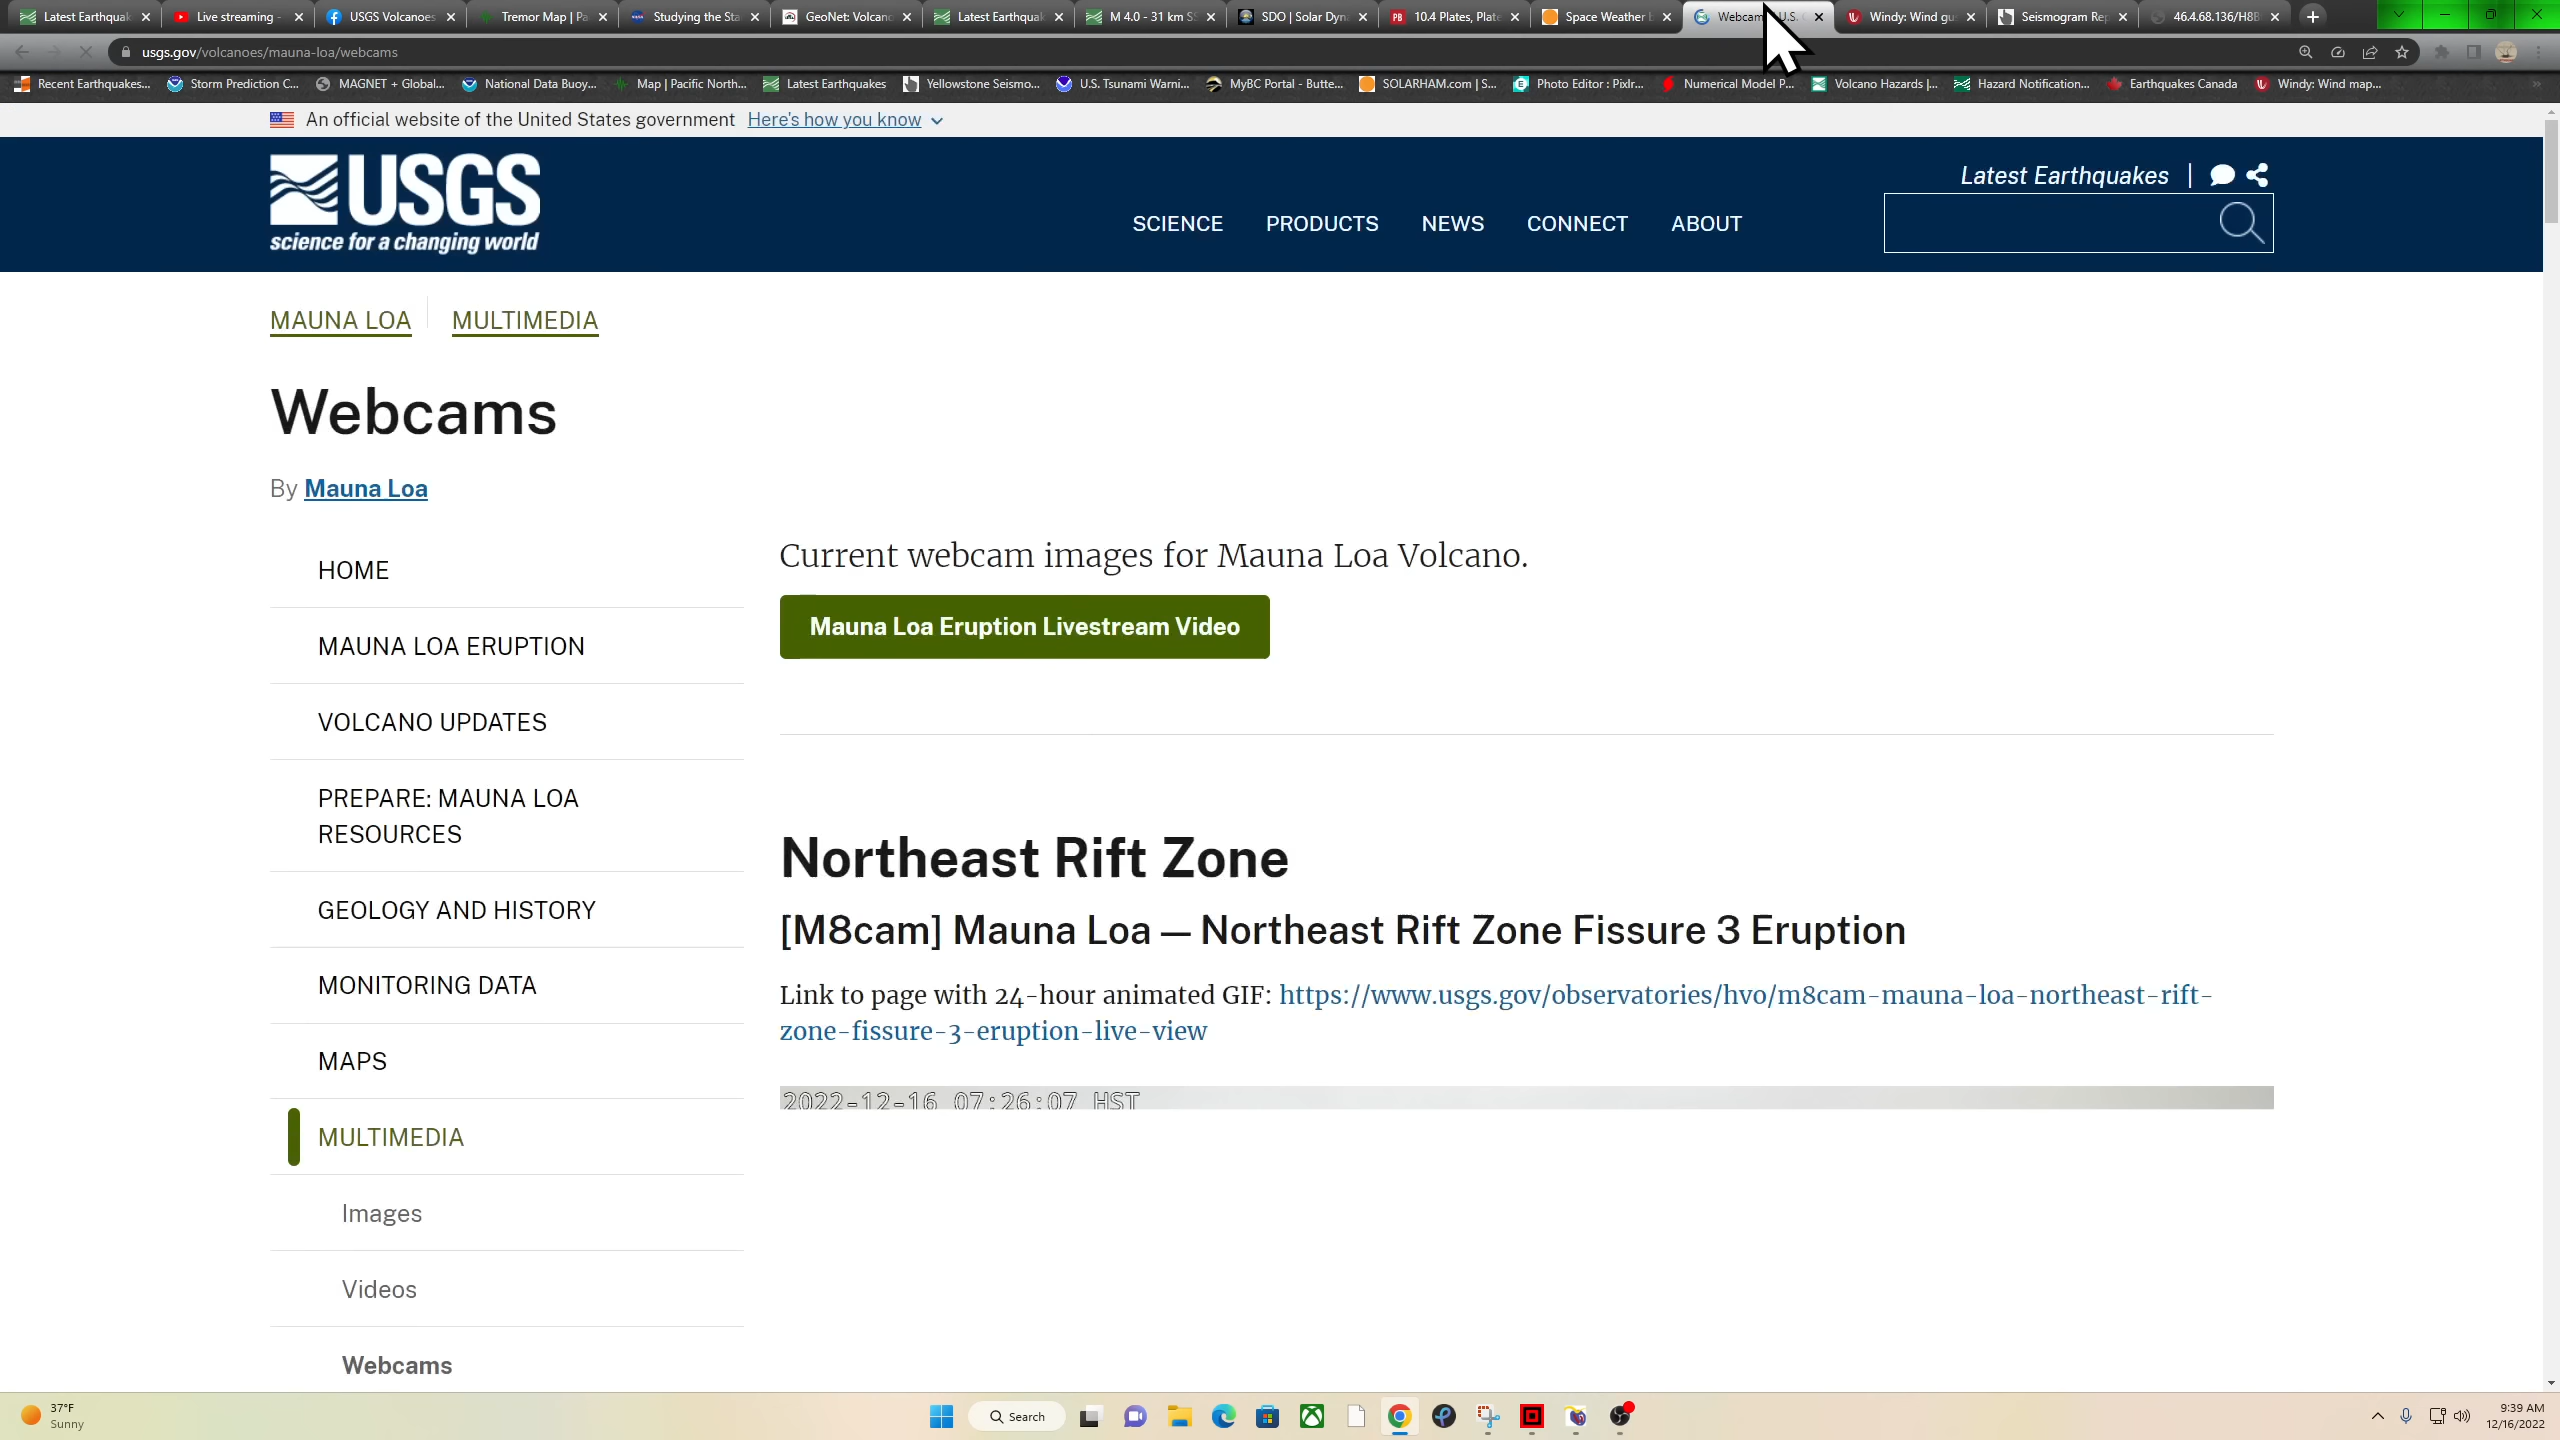 Latest Earthquak
Live streaming -
USGS Volcanoes
Tremor Map | Pa
Studying the Sta
GeoNet: Volcano
Latest Earthquak
M 4.0 - 31 km SS
SDO | Solar Dyn
10.4 Plates, Plate
Space Weather
Webcam U.S.
Windy: Wind gu
Seismogram Rep
46.4.68.136/H8B
usgs.gov/volcanoes/mauna-loa/webcams
Recent Earthquakes...
Storm Prediction C...
MAGNET + Global...
National Data Buoy...
Map | Pacific North...
Latest Earthquakes
Yellowstone Seismo...
U.S. Tsunami Warni...
MyBC Portal - Butte...
SOLARHAM.com | S...
Photo Editor : Pixlr...
Numerical Model P...
Volcano Hazards |...
Hazard Notification...
Earthquakes Canada
Windy: Wind map...
An official website of the United States government Here's how you know
USGS
science for a changing world
Latest Earthquakes |
SCIENCE PRODUCTS NEWS CONNECT ABOUT
MAUNA LOA MULTIMEDIA
Webcams
By Mauna Loa
HOME
MAUNA LOA ERUPTION
VOLCANO UPDATES
PREPARE: MAUNA LOA
RESOURCES
GEOLOGY AND HISTORY
MONITORING DATA
MAPS
MULTIMEDIA
Images
Videos
Webcams
Current webcam images for Mauna Loa Volcano.
Mauna Loa Eruption Livestream Video
Northeast Rift Zone
[M8cam] Mauna Loa — Northeast Rift Zone Fissure 3 Eruption
Link to page with 24-hour animated GIF: https://www.usgs.gov/observatories/hvo/m8cam-mauna-loa-northeast-rift-
zone-fissure-3-eruption-live-view
2022-12-16 07:26:07 HST
37°F
Sunny
Search
9:39 AM
12/16/2022